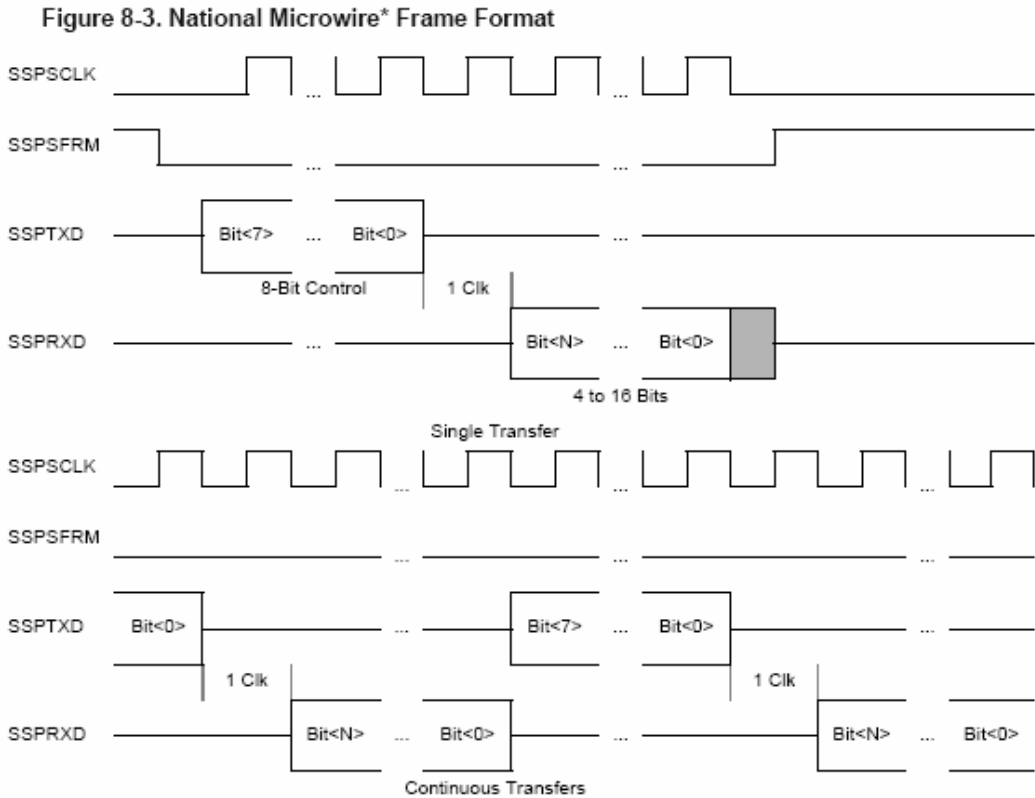 Figure 8-3. National Microwire* Frame Format
SSPSCLK
... ...
SSPSFRM
... ...
SSPTXD Bit<7> ... Bit<0> ...
8-Bit Control 1 Clk
SSPRXD ... Bit<N> ... Bit<0>
4 to 16 Bits
Single Transfer
SSPSCLK
... ... ...
SSPSFRM
... ... ...
SSPTXD Bit<0> ... Bit<7> ... Bit<0> ...
1 Clk 1 Clk
SSPRXD Bit<N> ... Bit<0> ... Bit<N> ... Bit<0>
Continuous Transfers